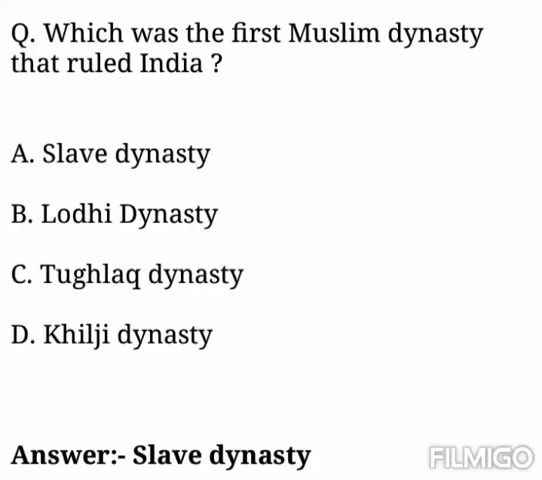 Q. Which was the first Muslim dynasty
that ruled India ?
A. Slave dynasty
B. Lodhi Dynasty
C. Tughlaq dynasty
D. Khilji dynasty
Answer:- Slave dynasty
FILMIGO